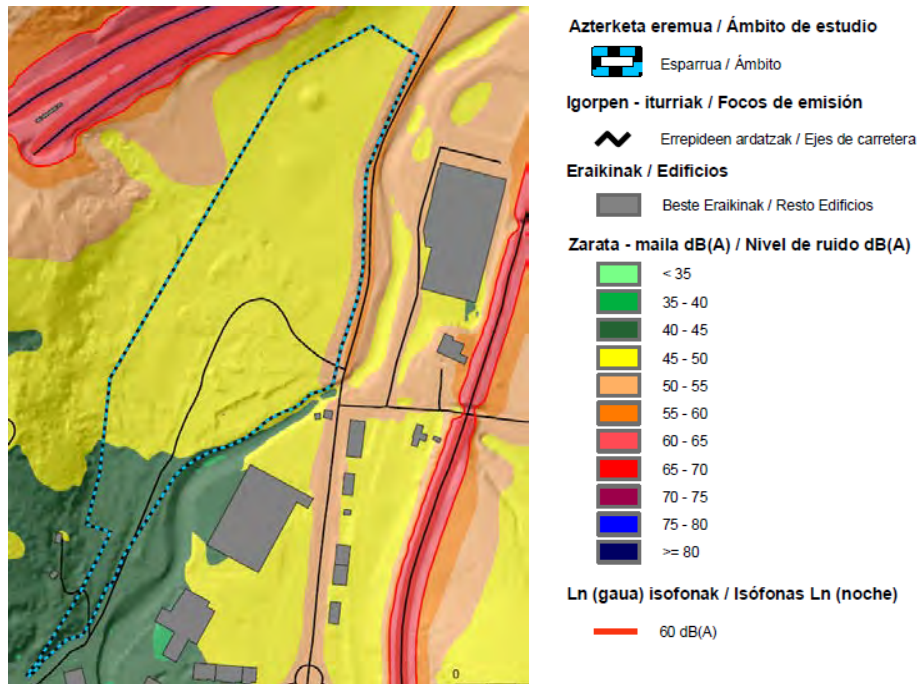 Azterketa eremua / Ámbito de estudio
Esparrua / Ámbito
Igorpen - iturriak / Focos de emisión
Errepideen ardatzak / Ejes de carretera
Eraikinak / Edificios
Beste Eraikinak / Resto Edificios
Zarata - maila dB(A) / Nivel de ruido dB(A)
< 35
35 - 40
40 - 45
45 - 50
50 - 55
55 - 60
60 - 65
65 - 70
70 - 75
75 - 80
>= 80
Ln (gaua) isofonak / Isófonas Ln (noche)
60 dB(A)
0